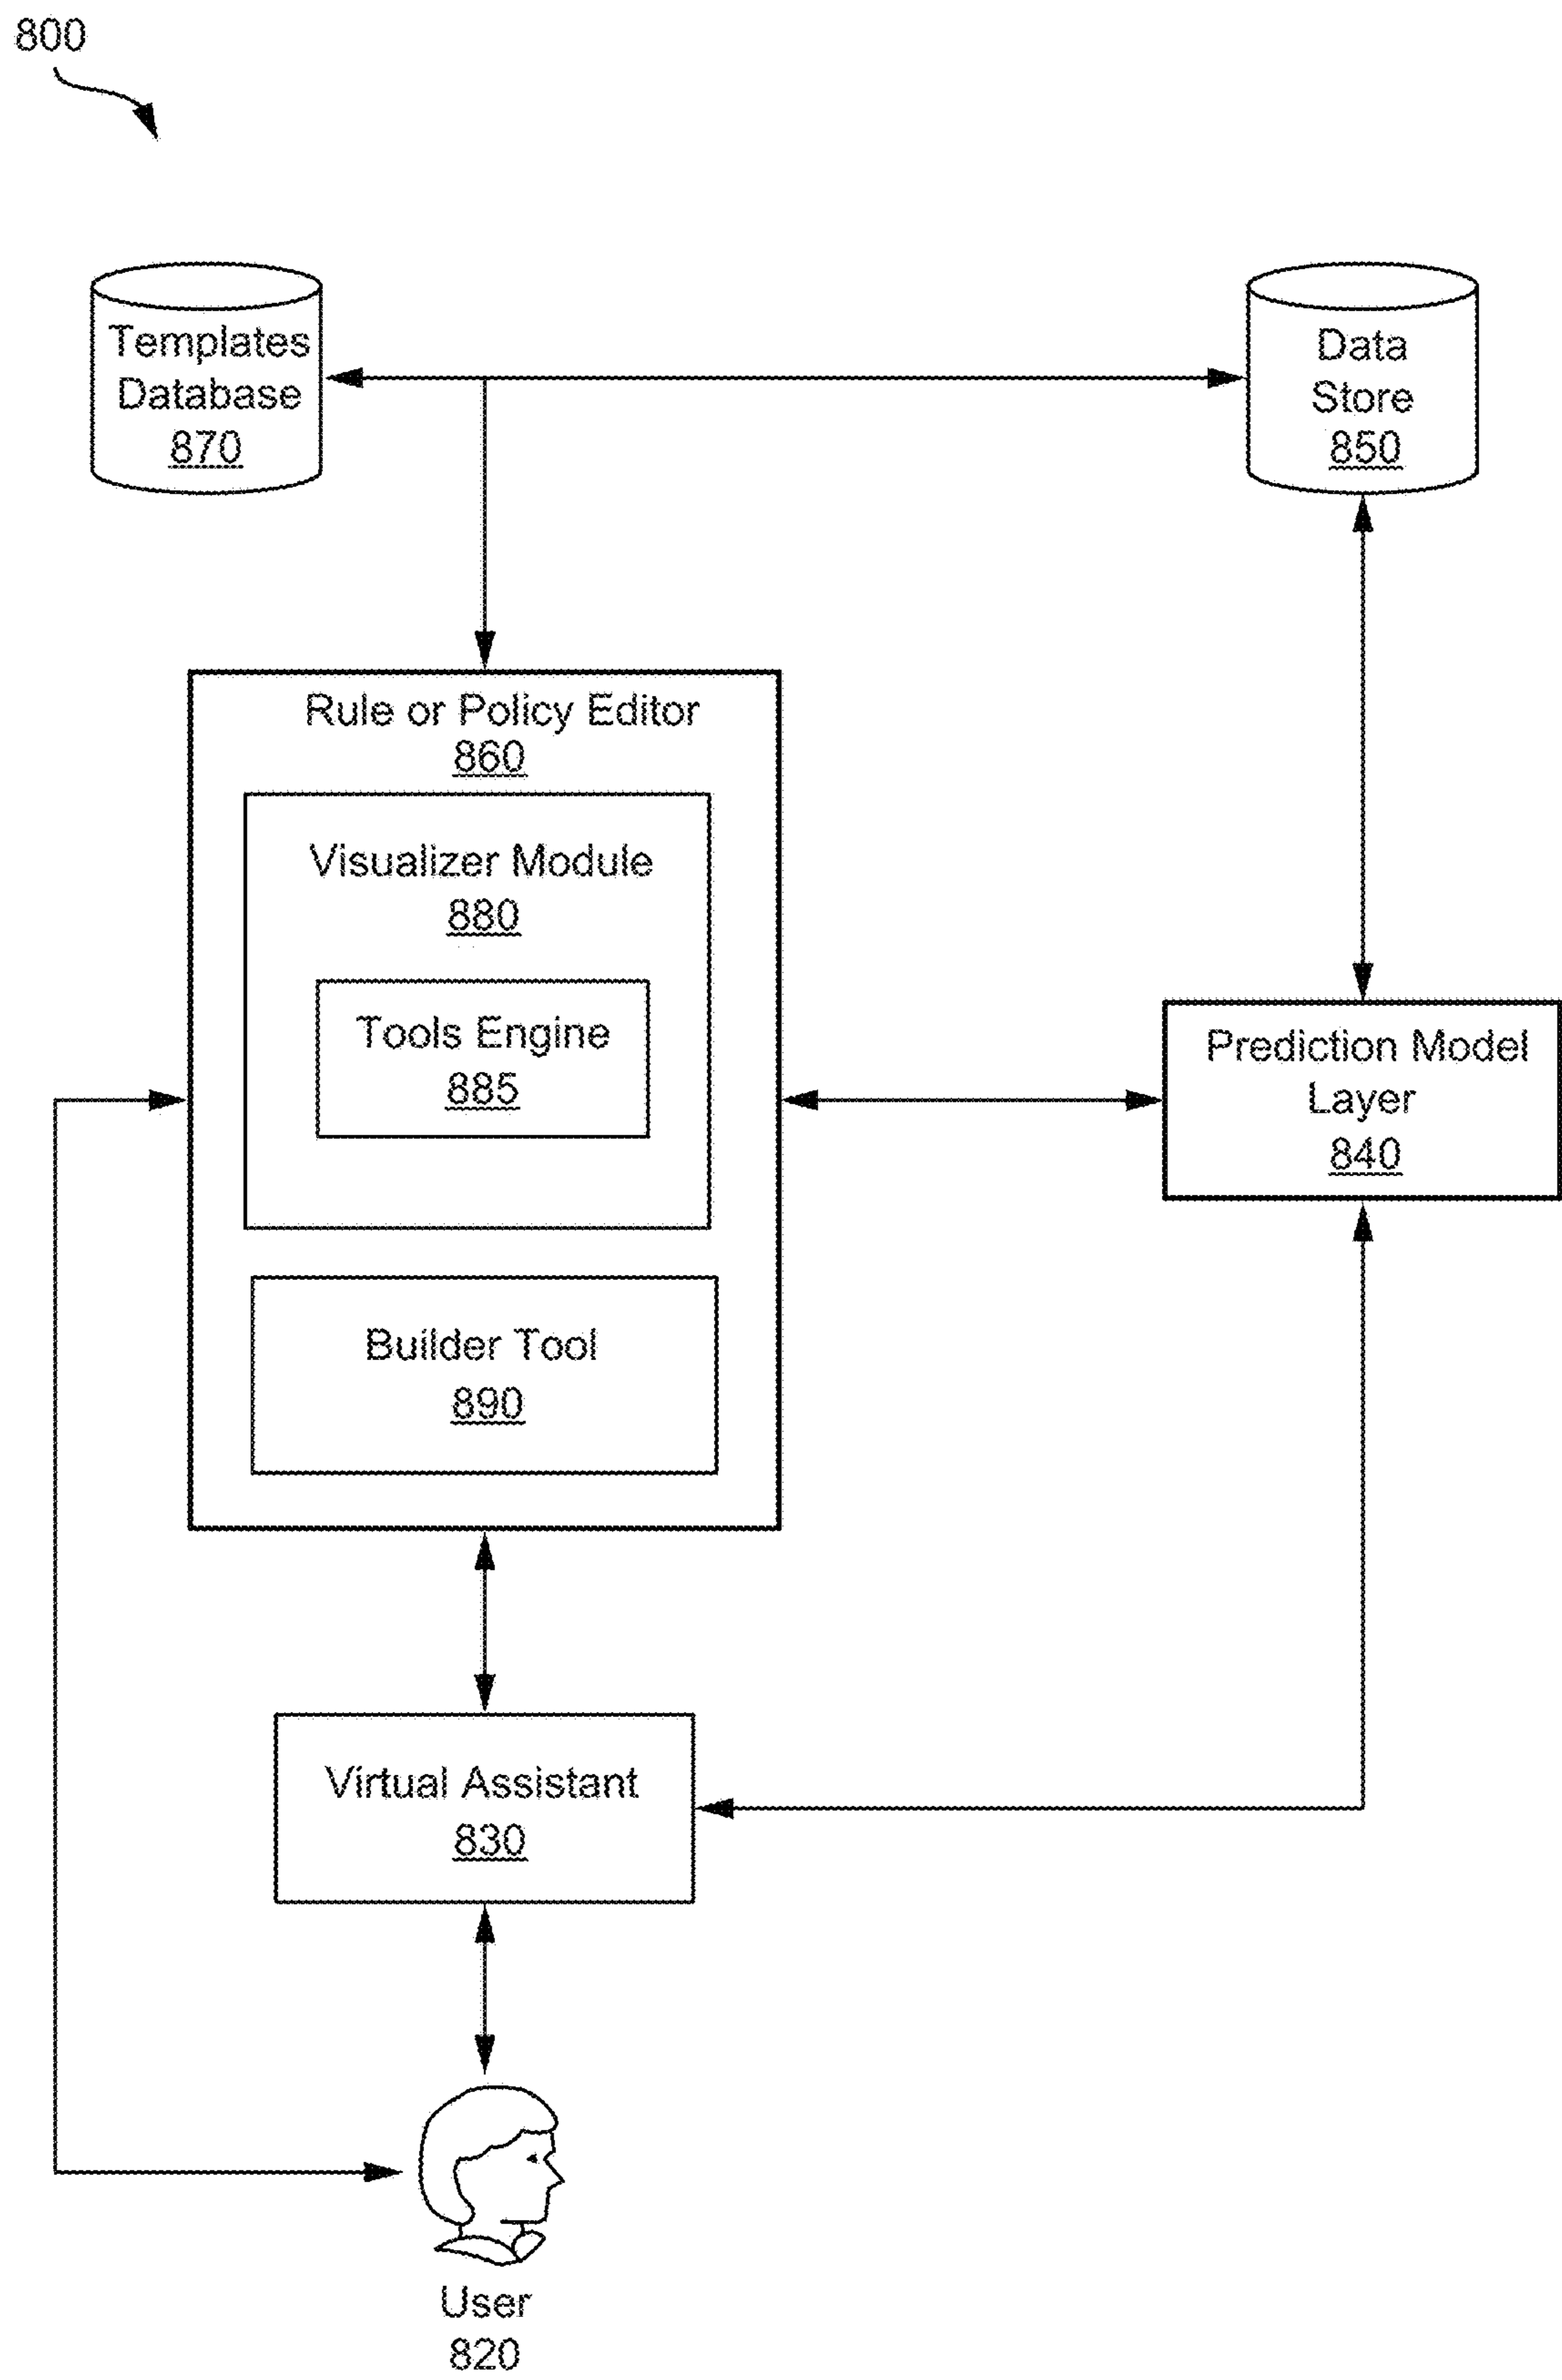 800
Templates
Database
870
Data
Store
850
Rule or Policy Editor
860
Visualizer Module
880
Tools Engine
885
Prediction Model
Layer
840
Builder Tool
890
Virtual Assistant
830
User
820